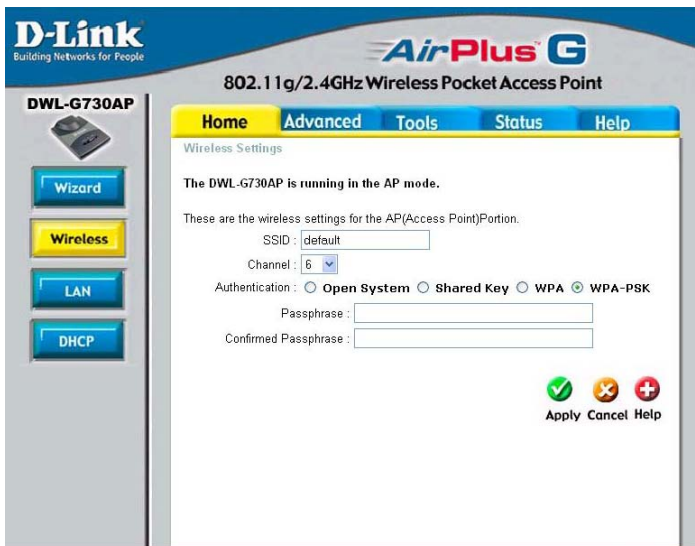 D-Link
Building Networks for People
AirPlus G
802.11g/2.4GHz Wireless Pocket Access Point
DWL-G730AP
Home Advanced Tools Status Help
Wizard
Wireless
LAN
DHCP
Wireless Settings
The DWL-G730AP is running in the AP mode.
These are the wireless settings for the AP(Access Point)Portion.
SSID : default
Channel : 6
Authentication : Open System Shared Key WPA WPA-PSK
Passphrase :
Confirmed Passphrase :
Apply Cancel Help